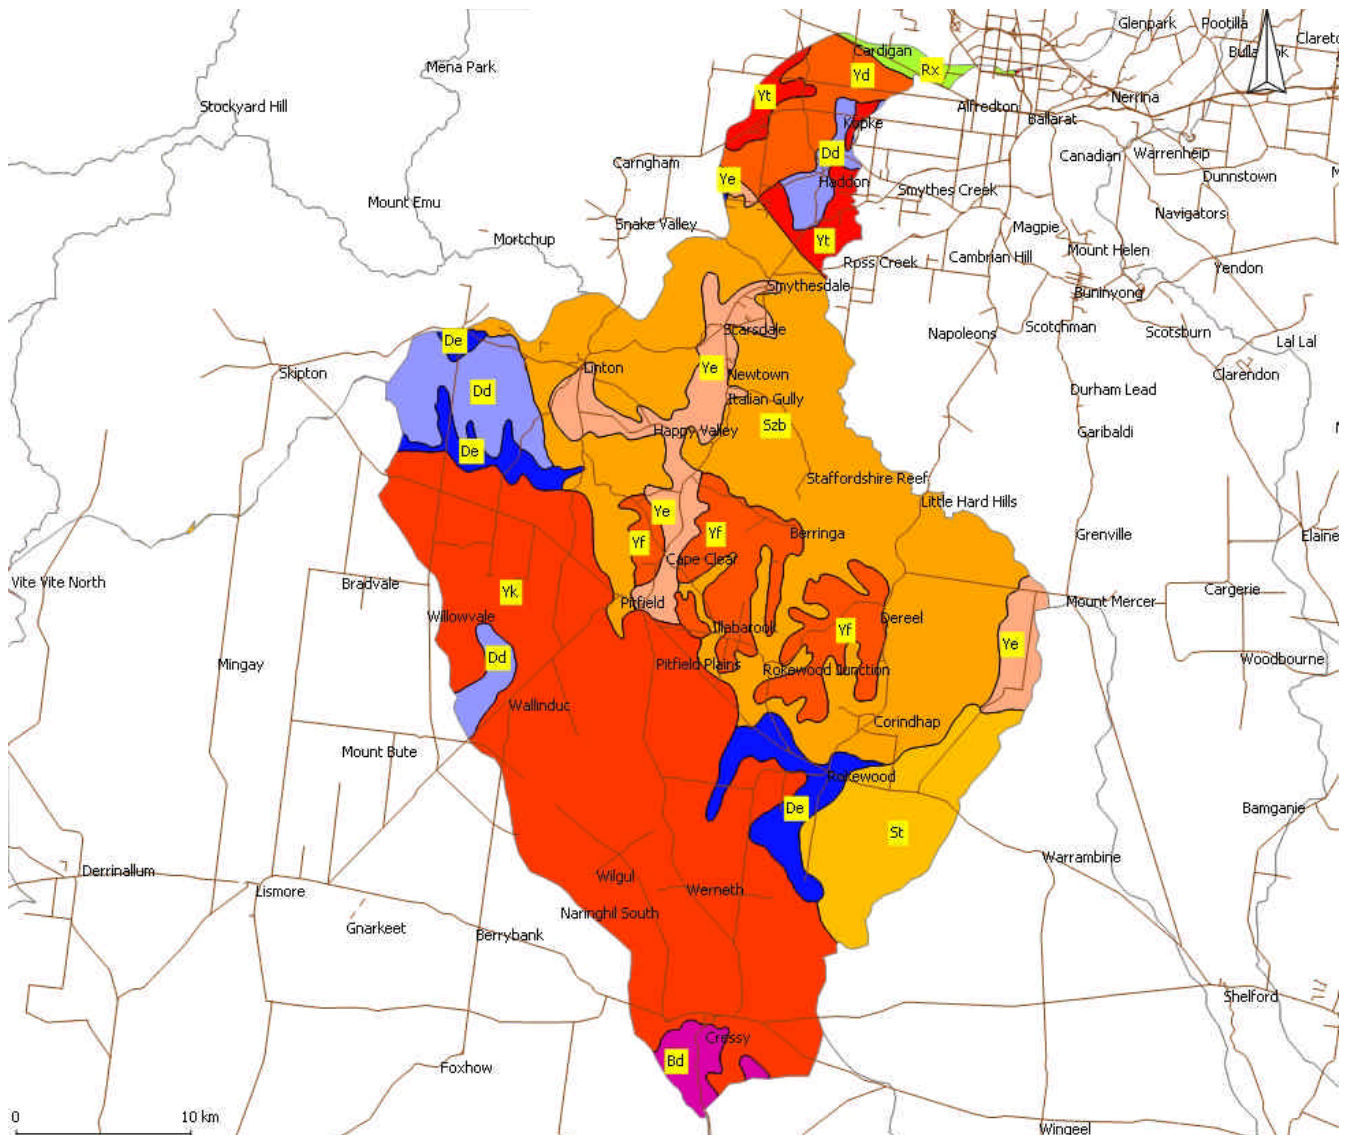 Glenpark
Pootilla
Cardigan
Mena Park
Rx
Yd
Yt
Nerrina
Stockyard Hill
Alfredton
Ballarat
Dd
Canadian
Warrenheip
Carngham
Ye
Haddon
Dunnstown
Smythes Creek
Mount Emu
Navigators
Snake Valley
Magpie
Mortchup
Yt
Mount Helen
Ross Creek
Cambrian Hill
Yendon
Smythesdale
Buninyong
Scarsdale
Napoleons
Scotchman
Scotsburn
De
Lal Lal
Skipton
Linton
Ye
Newtown
Clarendon
Dd
Italian Gully
Durham Lead
Szb
Happy Valley
Garibaldi
De
Staffordshire Reef
Little Hard Hills
Ye
Yf
Yf
Berringa
Grenville
Elaine
Cape Clear
Vite Vite North
Bradvale
Yk
Cargerie
Pitfield
Mount Mercer
Willowvale
Illabarook
Yf
Dereel
Ye
Mingay
Dd
Pitfield Plains
Rokewood Junction
Woodbourne
Wallinduc
Corindhap
Mount Bute
Rokewood
De
Bamganie
St
Warrambine
Derrinallum
Lismore
Wilgul
Werneth
Naringhil South
Gnarkeet
Berrybank
Shelford
Cressy
Bd
Foxhow
0 10 km
Wingeel